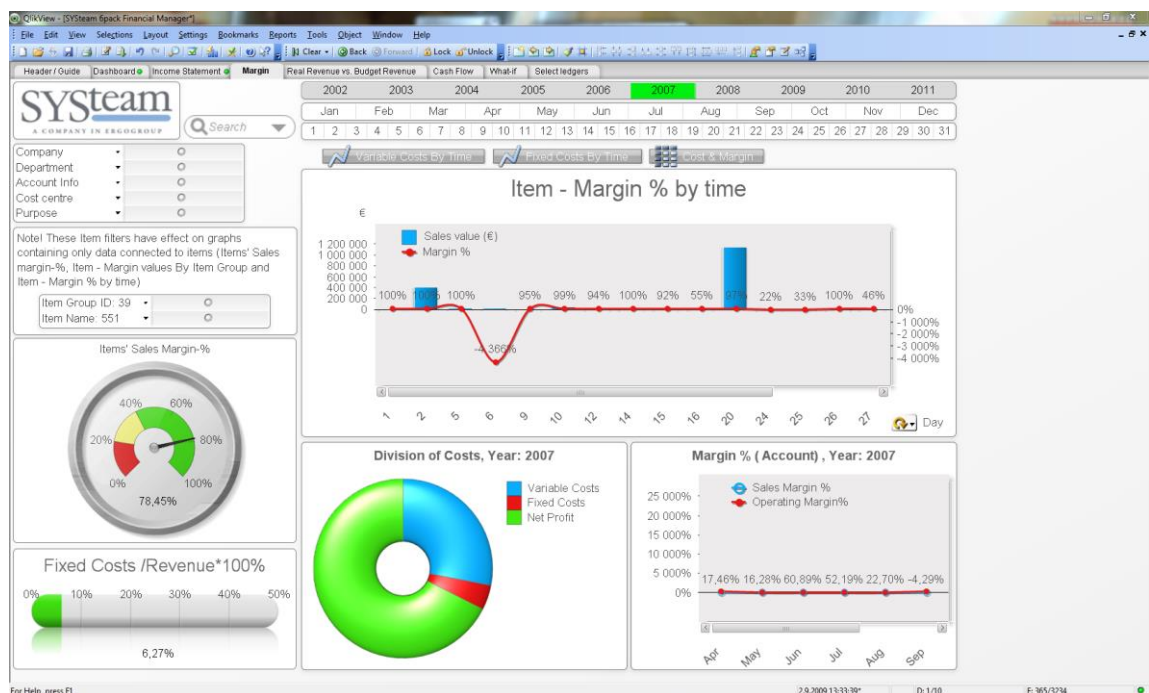 QlikView - [SYSteam 6pack Financial Manager*]
File Edit View Selections Layout Settings Bookmarks Reports Tools Object Window Help
Clear Back Forward Lock Unlock
Header / Guide Dashboard Income Statement Margin Real Revenue vs. Budget Revenue Cash Flow What-if Select ledgers
SYSteam
A COMPANY IN ERGOGROUP
Search
2002 2003 2004 2005 2006 2007 2008 2009 2010 2011
Jan Feb Mar Apr May Jun Jul Aug Sep Oct Nov Dec
1 2 3 4 5 6 7 8 9 10 11 12 13 14 15 16 17 18 19 20 21 22 23 24 25 26 27 28 29 30 31
Variable Costs By Time Fixed Costs By Time Cost & Margin
Company
Department
Account Info
Cost centre
Purpose
Note! These Item filters have effect on graphs
containing only data connected to items (Items' Sales
margin-%, Item - Margin values By Item Group and
Item - Margin % by time)
Item Group ID: 39
Item Name: 551
Item - Margin % by time
€
Sales value (€)
Margin %
1 200 000
1 000 000
800 000
600 000
400 000
200 000
0
100% 100% 100% -4 366% 95% 99% 94% 100% 92% 55% 97% 22% 33% 100% 46%
0%
-1 000%
-2 000%
-3 000%
-4 000%
1 2 5 6 9 10 12 14 15 16 20 24 25 26 27
Day
Items' Sales Margin-%
0% 20% 40% 60% 80% 100%
78,45%
Fixed Costs /Revenue*100%
0% 10% 20% 30% 40% 50%
6,27%
Division of Costs, Year: 2007
Variable Costs
Fixed Costs
Net Profit
Margin % ( Account) , Year: 2007
Sales Margin %
Operating Margin%
25 000%
20 000%
15 000%
10 000%
5 000%
0%
17,46% 16,28% 60,89% 52,19% 22,70% -4,29%
Apr May Jun Jul Aug Sep
For Help, press F1 2.9.2009 13:33:39* D: 1/10 F: 365/3234